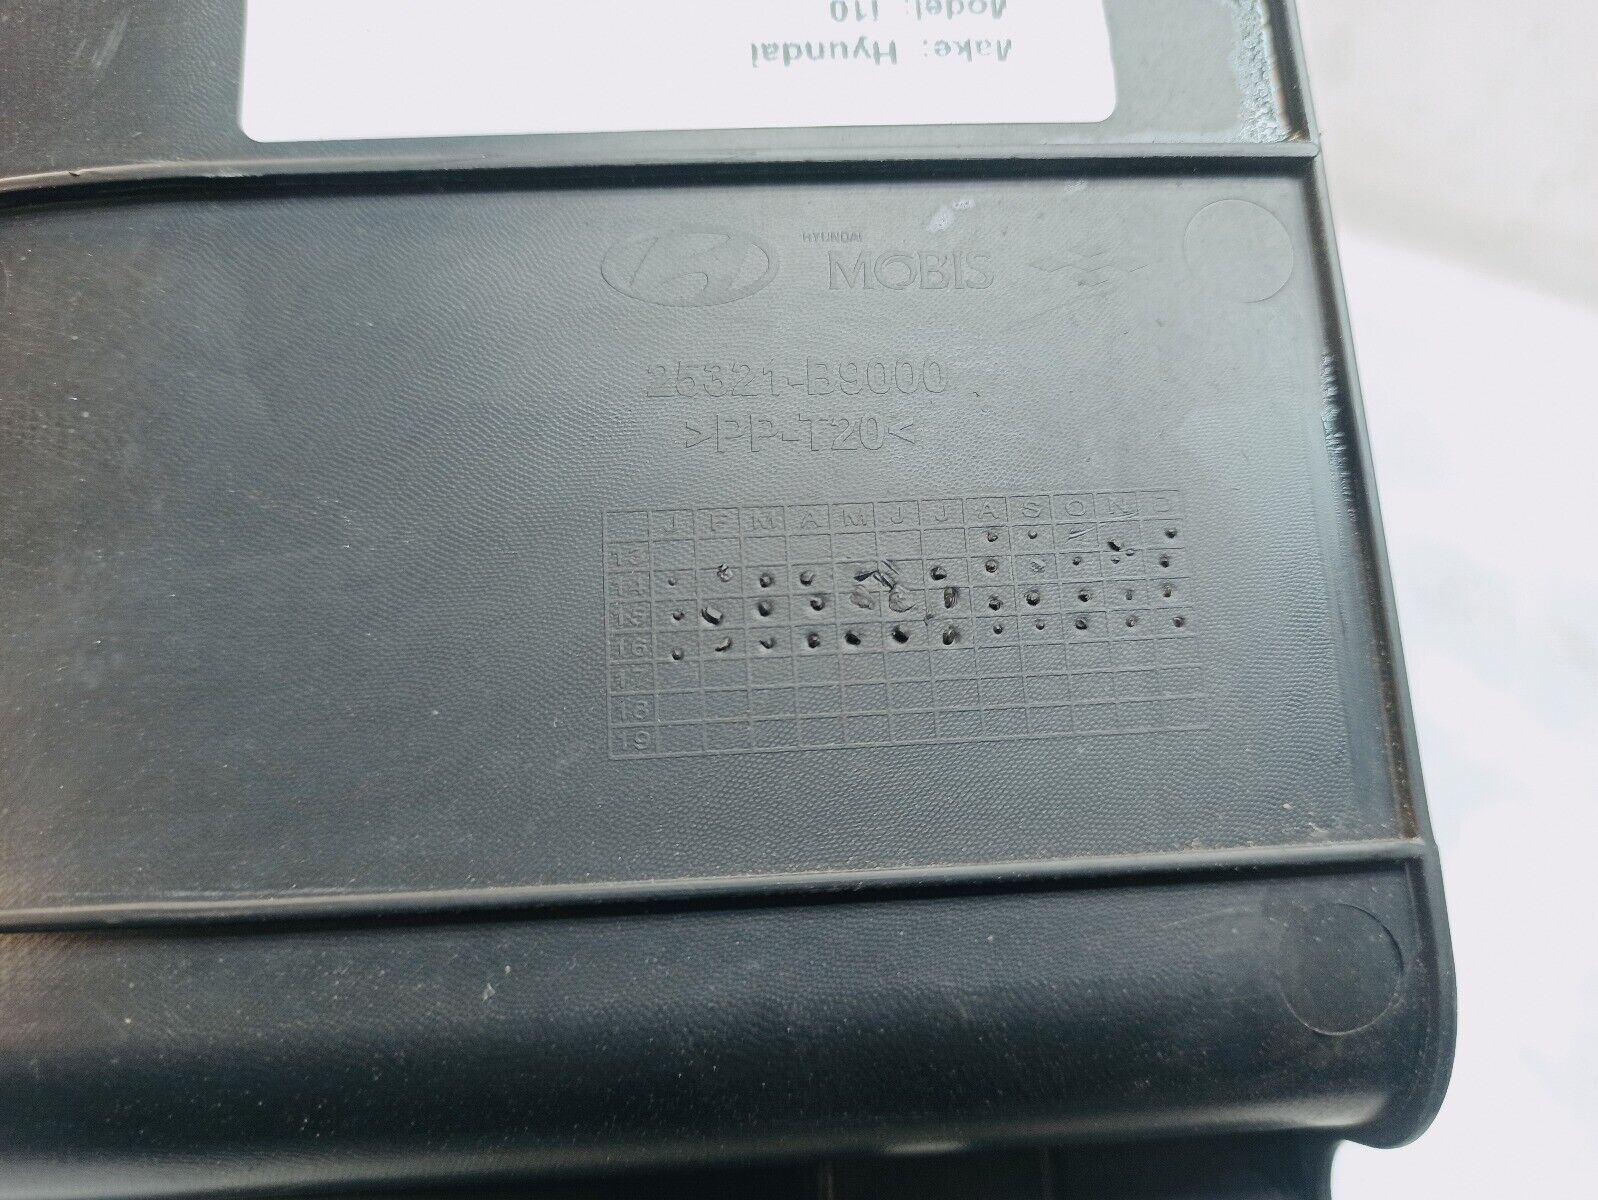 Model: i10
Make: Hyundai
HYUNDAI
MOBIS
25321-B9000
>PP-T20<
J F M A M J J A S O N D
13
14
15
16
17
18
19